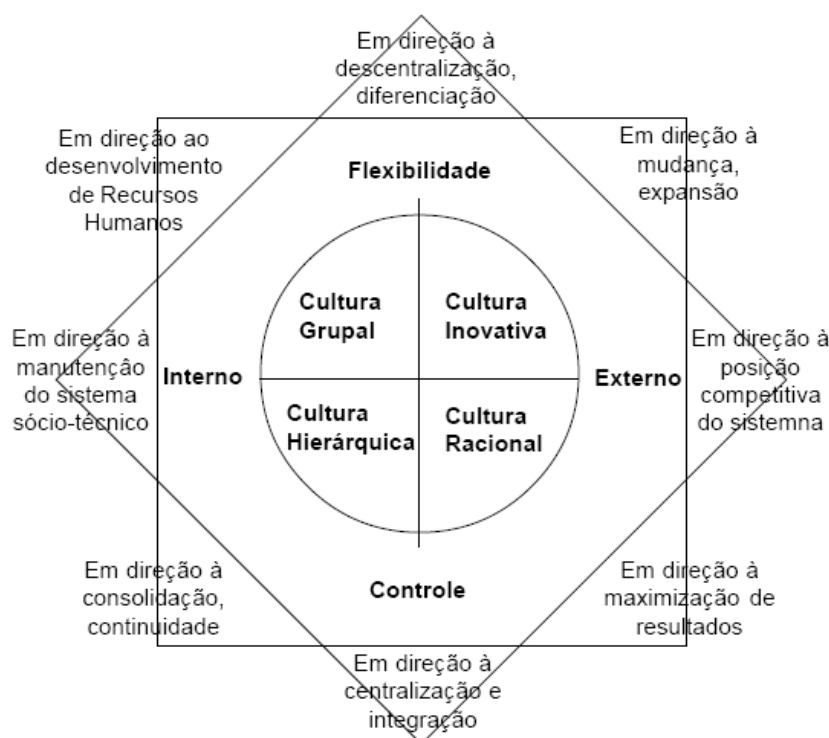 Em direção à
descentralização,
diferenciação
Em direção ao
desenvolvimento
de Recursos
Humanos
Em direção à
mudança,
expansão
Flexibilidade
Cultura
Grupal
Cultura
Inovativa
Em direção à
manutenção
do sistema
sócio-técnico
Interno
Externo
Em direção à
posição
competitiva
do sistemna
Cultura
Hierárquica
Cultura
Racional
Em direção à
consolidação,
continuidade
Controle
Em direção à
maximização de
resultados
Em direção à
centralização e
integração